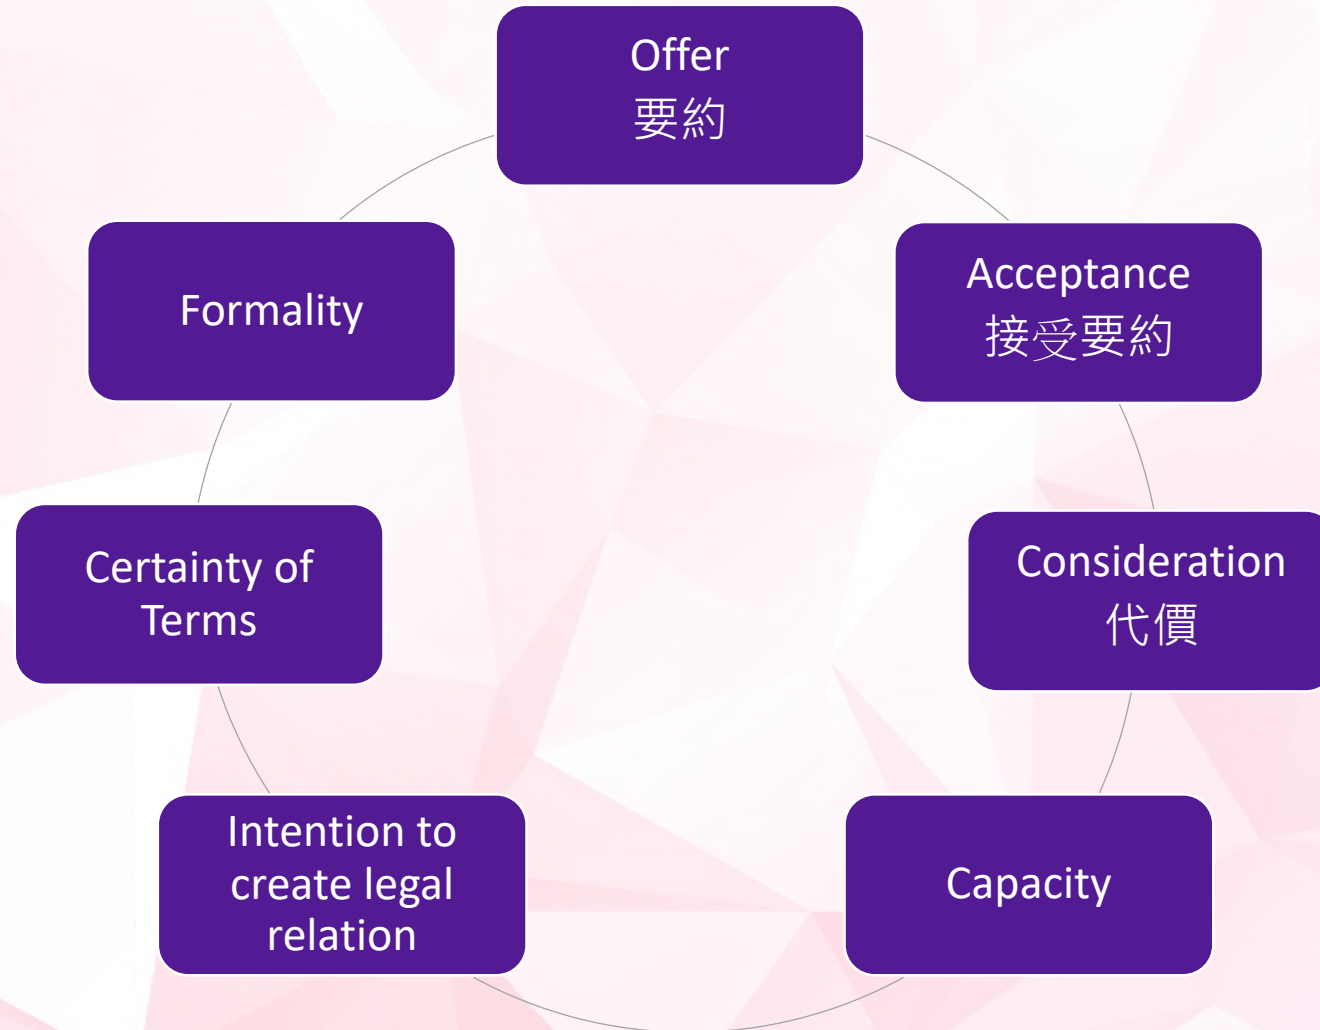 Offer
要約
Acceptance
接受要約
Consideration
代價
Capacity
Intention to
create legal
relation
Certainty of
Terms
Formality